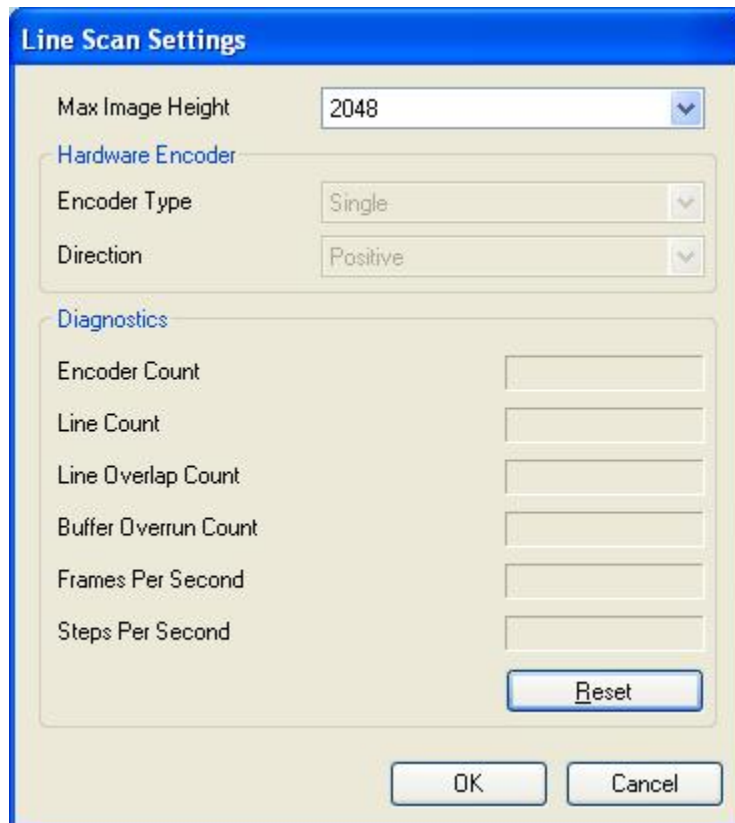 Line Scan Settings
Max Image Height 2048
Hardware Encoder
Encoder Type Single
Direction Positive
Diagnostics
Encoder Count
Line Count
Line Overlap Count
Buffer Overrun Count
Frames Per Second
Steps Per Second
Reset
OK Cancel